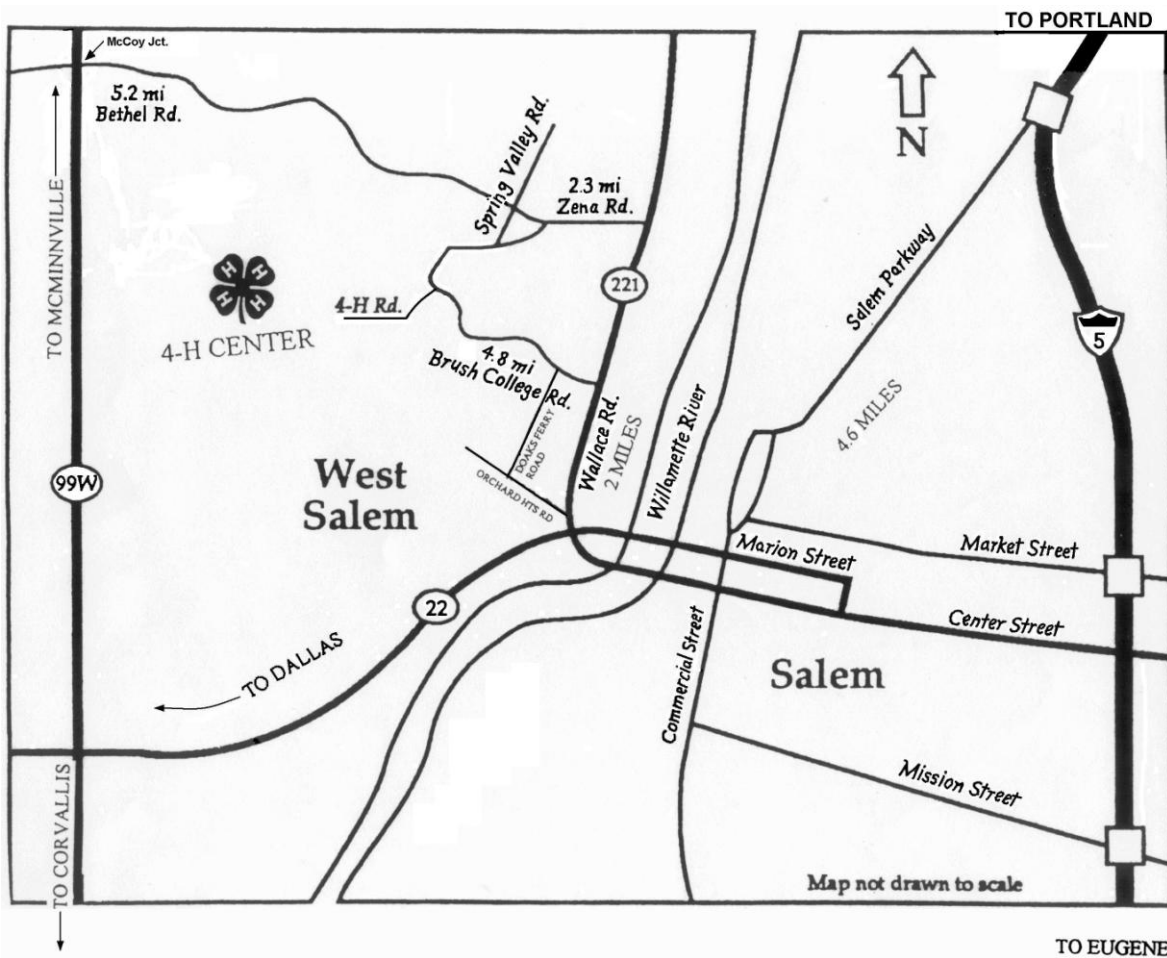 TO PORTLAND
McCoy Jct.
5.2 mi
Bethel Rd.
Spring Valley Rd.
2.3 mi
Zena Rd.
N
Salem Parkway
TO MCMINNVILLE
H H
H H
4-H CENTER
4-H Rd.
221
5
4.8 mi
Brush College Rd.
DOAKS FERRY
ROAD
ORCHARD HTS RD
Wallace Rd.
2 MILES
Willamette River
4.6 MILES
99W
West
Salem
Marion Street
Market Street
22
Center Street
TO DALLAS
Salem
Commercial Street
Mission Street
TO CORVALLIS
Map not drawn to scale
TO EUGENE